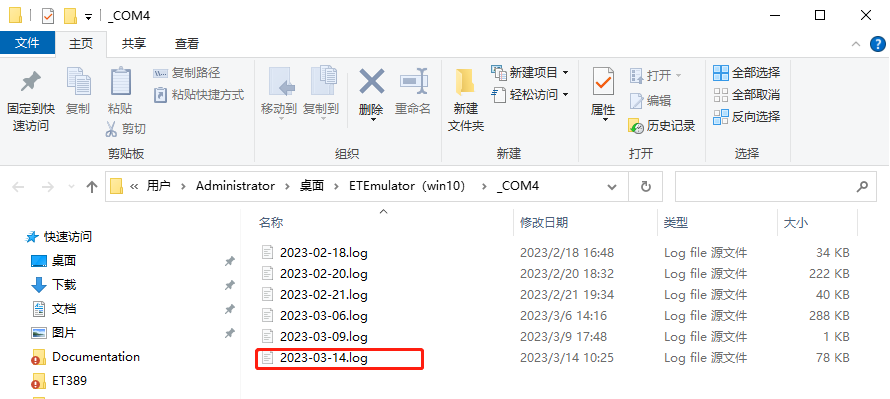 _COM4
文件 主页 共享 查看
固定到快速访问
复制
粘贴
复制路径
粘贴快捷方式
剪切
剪贴板
移动到
复制到
删除
重命名
组织
新建文件夹
新建项目
轻松访问
新建
属性
打开
编辑
历史记录
打开
全部选择
全部取消
反向选择
选择
« 用户 > Administrator > 桌面 > ETEmulator（win10） > _COM4
快速访问
桌面
下载
文档
图片
Documentation
ET389
名称 修改日期 类型 大小
2023-02-18.log 2023/2/18 16:48 Log file 源文件 34 KB
2023-02-20.log 2023/2/20 18:32 Log file 源文件 222 KB
2023-02-21.log 2023/2/21 19:34 Log file 源文件 40 KB
2023-03-06.log 2023/3/6 14:16 Log file 源文件 288 KB
2023-03-09.log 2023/3/9 17:48 Log file 源文件 1 KB
2023-03-14.log 2023/3/14 10:25 Log file 源文件 78 KB